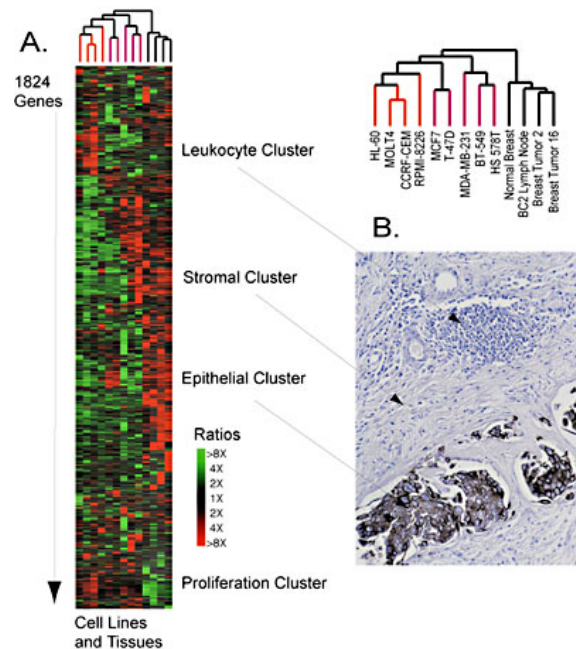 A.
1824
Genes
Leukocyte Cluster
Stromal Cluster
Epithelial Cluster
Ratios
>8X
4X
2X
1X
2X
4X
>8X
Proliferation Cluster
Cell Lines
and Tissues
HL-60
MOLT4
CCRF-CEM
RPMI-8226
MCF7
T-47D
MDA-MB-231
BT-549
HS 578T
Normal Breast
BC2 Lymph Node
Breast Tumor 2
Breast Tumor 16
B.